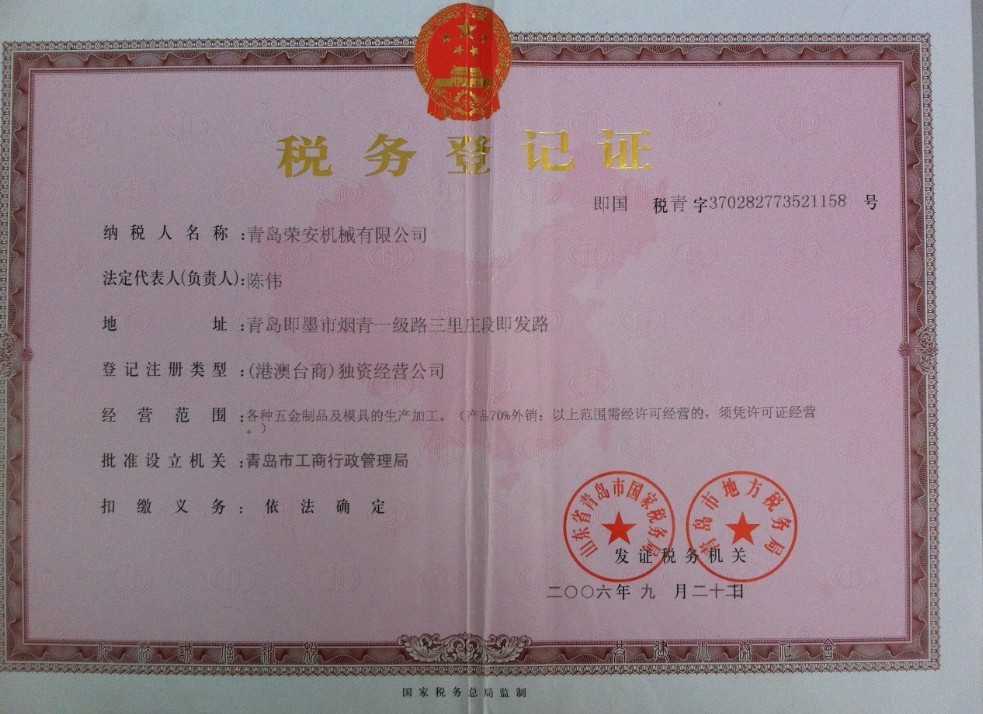 税务登记证
即国 税青字370282773521158 号
纳税人名称:青岛荣安机械有限公司
法定代表人(负责人):陈伟
地 址:青岛即墨市烟青一级路三里庄段即发路
登记注册类型:(港澳台商)独资经营公司
经营范围:各种五金制品及模具的生产加工。(产品70%外销;以上范围需经许可经营的,须凭许可证经营
。)
批准设立机关:青岛市工商行政管理局
扣缴义务:依法确定
山东省青岛市国家税务局
青岛市地方税务局
发证税务机关
二〇〇六年九 月二十二日
国家税务总局监制